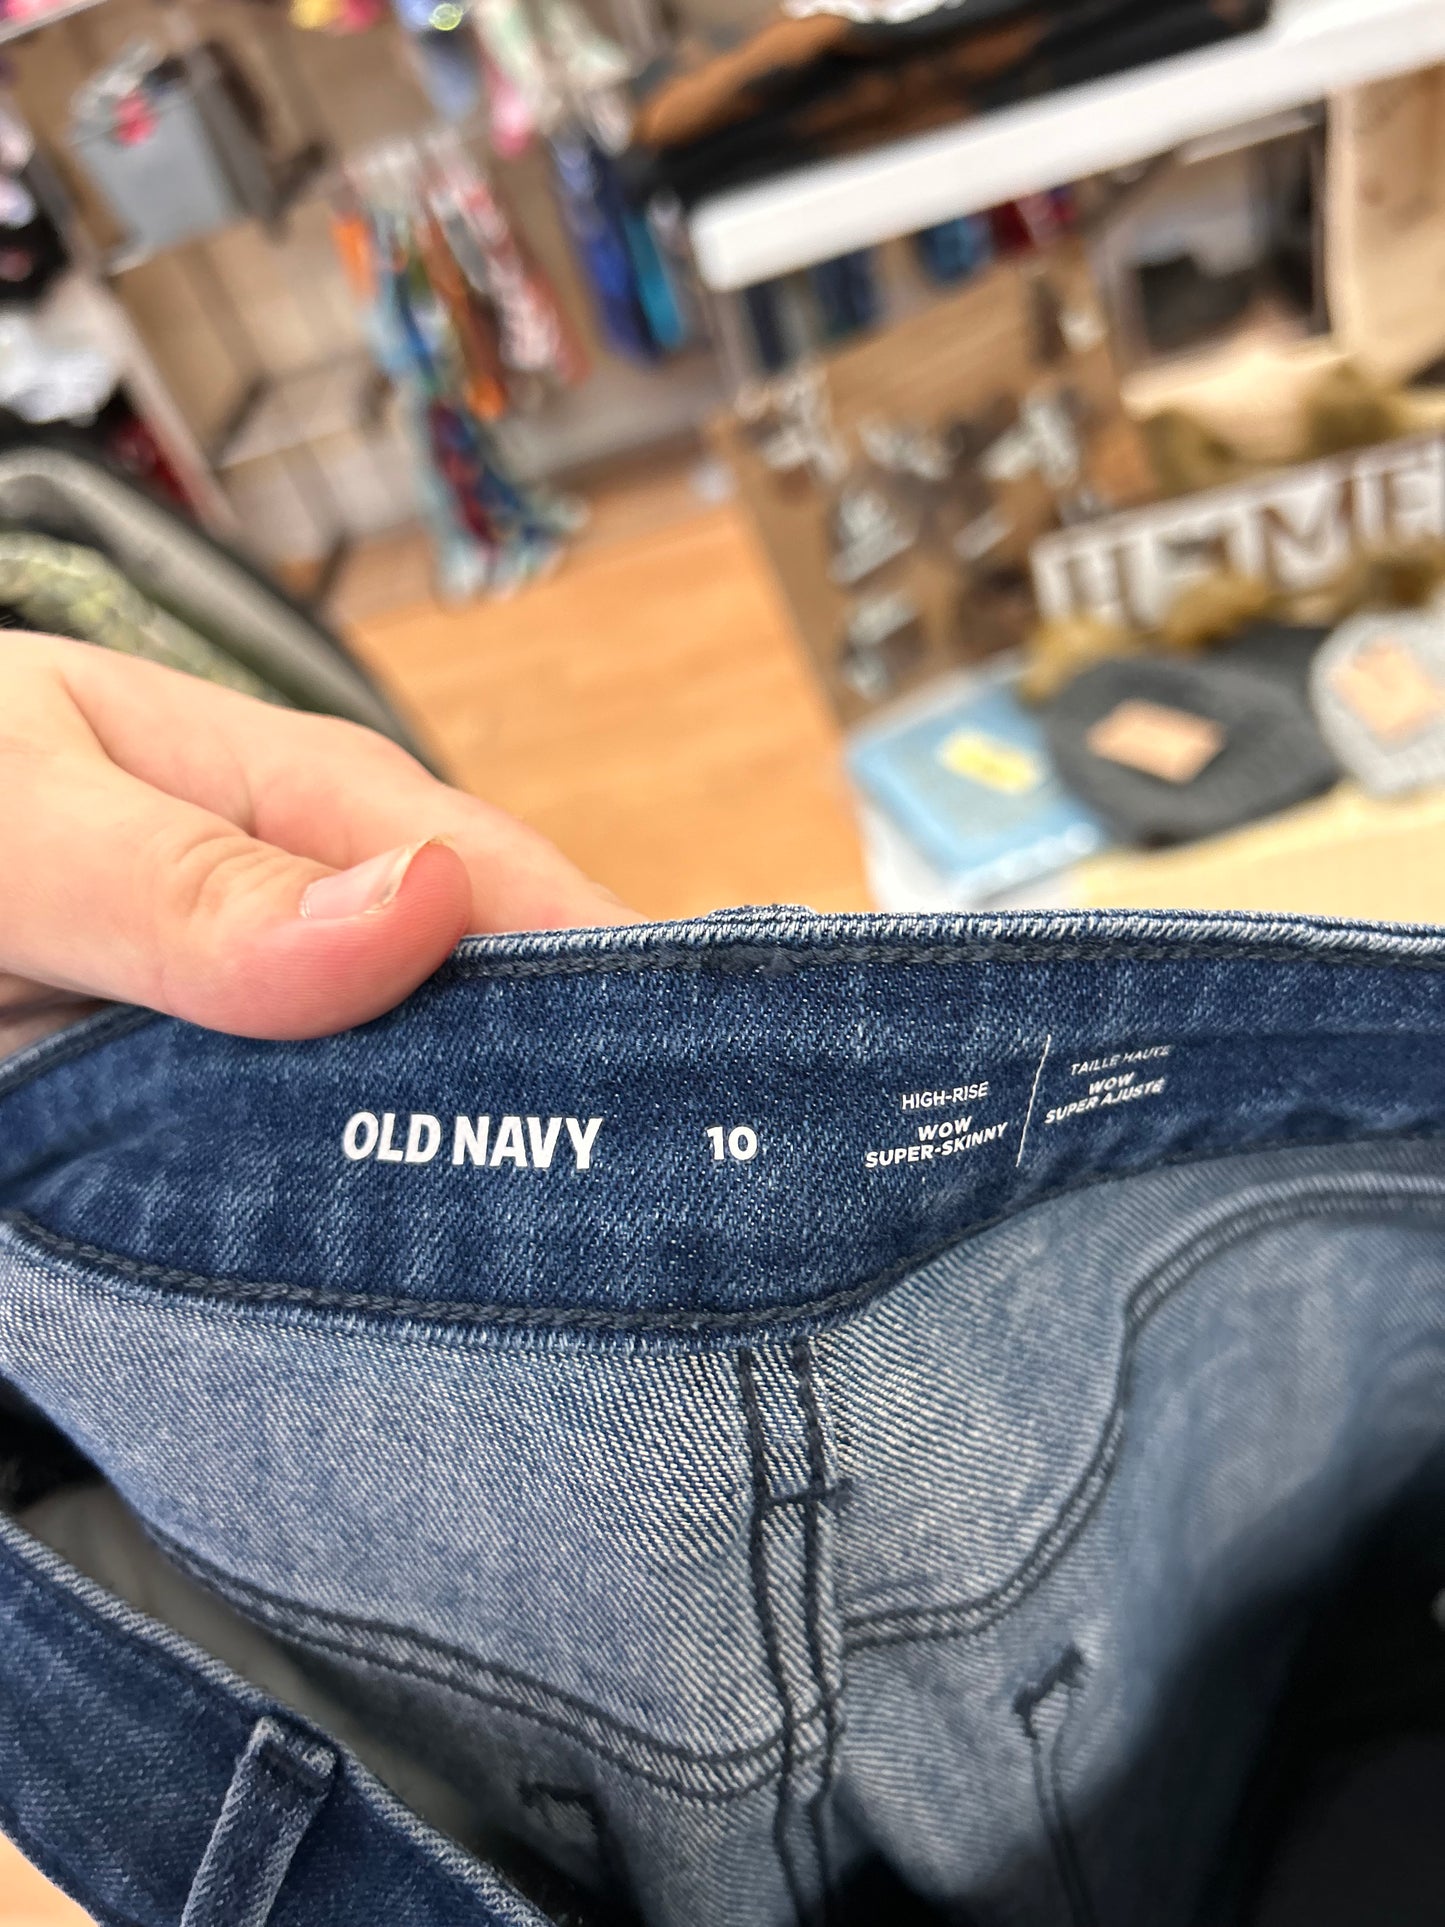 OLD NAVY
10
HIGH-RISE
WOW
SUPER-SKINNY
TAILLE HAUTE
WOW
SUPER AJUSTÉ